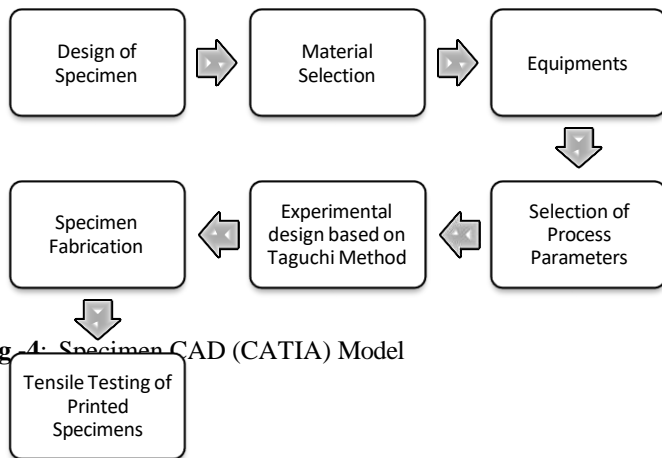 Design of
Specimen
Material
Selection
Equipments
Selection of
Process
Parameters
Experimental
design based on
Taguchi Method
Specimen
Fabrication
g -4: Specimen CAD (CATIA) Model
Tensile Testing of
Printed
Specimens